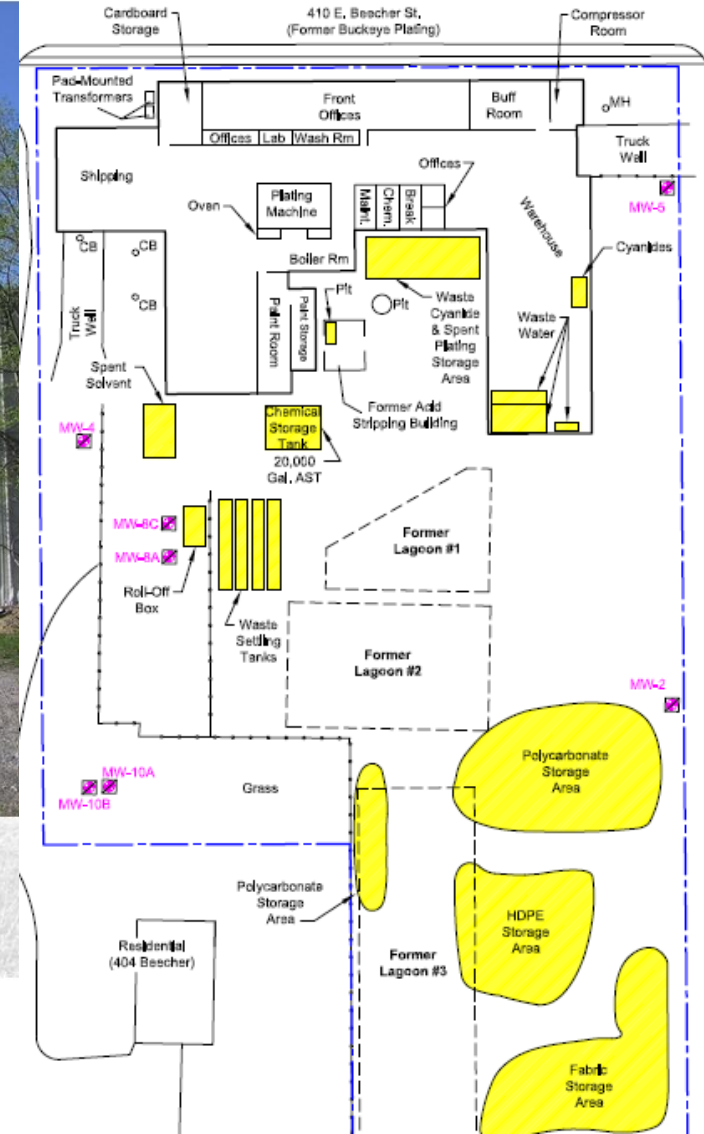 Cardboard
Storage
410 E. Beecher St.
(Former Buckeye Plating)
Compressor
Room
Pad-Mounted
Transformers
Front
Offices
Buff
Room
MH
Offices
Lab
Wash Rm
Truck
Well
Shipping
Offices
Oven
Plating
Machine
Maint.
Chem.
Break
Warehouse
MW-5
CB
CB
CB
Boiler Rm
Cyanides
Truck
Well
Pit
Pit
Paint Room
Paint Storage
Waste
Cyanide
& Spent
Plating
Storage
Area
Waste
Water
Spent
Solvent
Former Acid
Stripping Building
MW-4
Chemical
Storage
Tank
20,000
Gal. AST
MW-8C
MW-8A
Former
Lagoon #1
Roll-Off
Box
Waste
Settling
Tanks
Former
Lagoon #2
MW-2
Polycarbonate
Storage
Area
MW-10A
MW-10B
Grass
Polycarbonate
Storage
Area
HDPE
Storage
Area
Residential
(404 Beecher)
Former
Lagoon #3
Fabric
Storage
Area